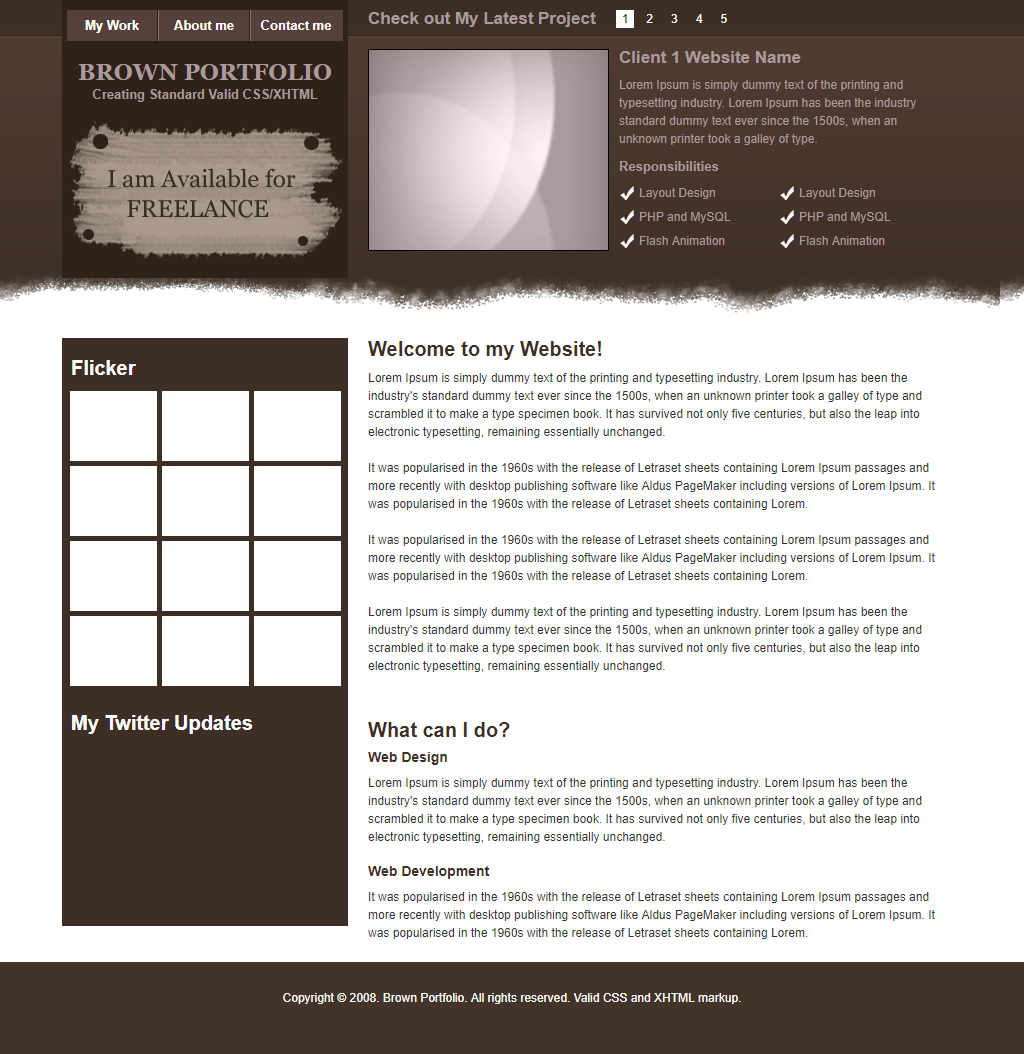 My Work About me Contact me
BROWN PORTFOLIO
Creating Standard Valid CSS/XHTML
I am Available for
FREELANCE
Check out My Latest Project 1 2 3 4 5
Client 1 Website Name
Lorem Ipsum is simply dummy text of the printing and
typesetting industry. Lorem Ipsum has been the industry
standard dummy text ever since the 1500s, when an
unknown printer took a galley of type.
Responsibilities
Layout Design Layout Design
PHP and MySQL PHP and MySQL
Flash Animation Flash Animation
Flicker
My Twitter Updates
Welcome to my Website!
Lorem Ipsum is simply dummy text of the printing and typesetting industry. Lorem Ipsum has been the
industry's standard dummy text ever since the 1500s, when an unknown printer took a galley of type and
scrambled it to make a type specimen book. It has survived not only five centuries, but also the leap into
electronic typesetting, remaining essentially unchanged.
It was popularised in the 1960s with the release of Letraset sheets containing Lorem Ipsum passages and
more recently with desktop publishing software like Aldus PageMaker including versions of Lorem Ipsum. It
was popularised in the 1960s with the release of Letraset sheets containing Lorem.
It was popularised in the 1960s with the release of Letraset sheets containing Lorem Ipsum passages and
more recently with desktop publishing software like Aldus PageMaker including versions of Lorem Ipsum. It
was popularised in the 1960s with the release of Letraset sheets containing Lorem.
Lorem Ipsum is simply dummy text of the printing and typesetting industry. Lorem Ipsum has been the
industry's standard dummy text ever since the 1500s, when an unknown printer took a galley of type and
scrambled it to make a type specimen book. It has survived not only five centuries, but also the leap into
electronic typesetting, remaining essentially unchanged.
What can I do?
Web Design
Lorem Ipsum is simply dummy text of the printing and typesetting industry. Lorem Ipsum has been the
industry's standard dummy text ever since the 1500s, when an unknown printer took a galley of type and
scrambled it to make a type specimen book. It has survived not only five centuries, but also the leap into
electronic typesetting, remaining essentially unchanged.
Web Development
It was popularised in the 1960s with the release of Letraset sheets containing Lorem Ipsum passages and
more recently with desktop publishing software like Aldus PageMaker including versions of Lorem Ipsum. It
was popularised in the 1960s with the release of Letraset sheets containing Lorem.
Copyright © 2008. Brown Portfolio. All rights reserved. Valid CSS and XHTML markup.